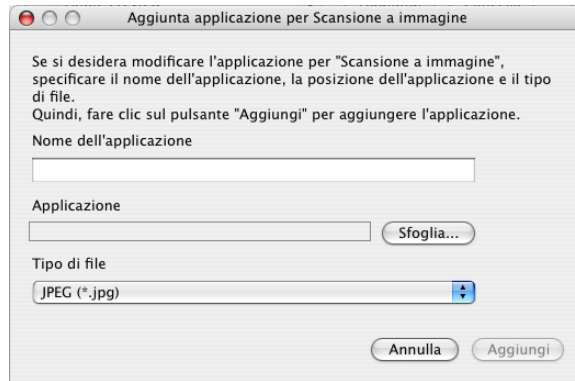 Aggiunta applicazione per Scansione a immagine
Se si desidera modificare l'applicazione per "Scansione a immagine",
specificare il nome dell'applicazione, la posizione dell'applicazione e il tipo
di file.
Quindi, fare clic sul pulsante "Aggiungi" per aggiungere l'applicazione.
Nome dell'applicazione
Applicazione
Sfoglia...
Tipo di file
JPEG (*.jpg)
Annulla Aggiungi